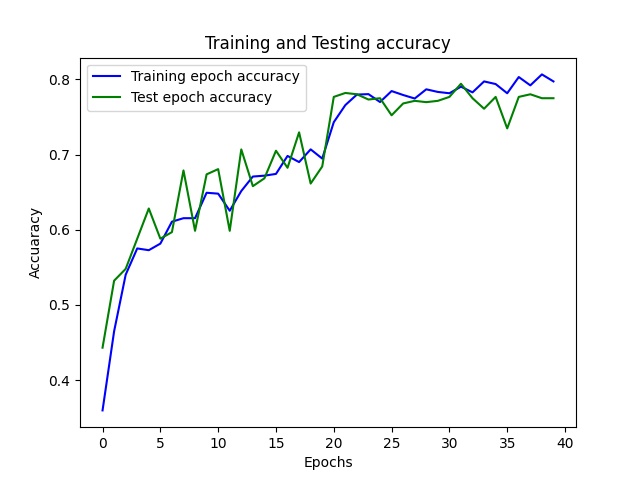 Training and Testing accuracy
Training epoch accuracy
Test epoch accuracy
0.8
0.7
0.6
0.5
0.4
Accuaracy
0 5 10 15 20 25 30 35 40
Epochs